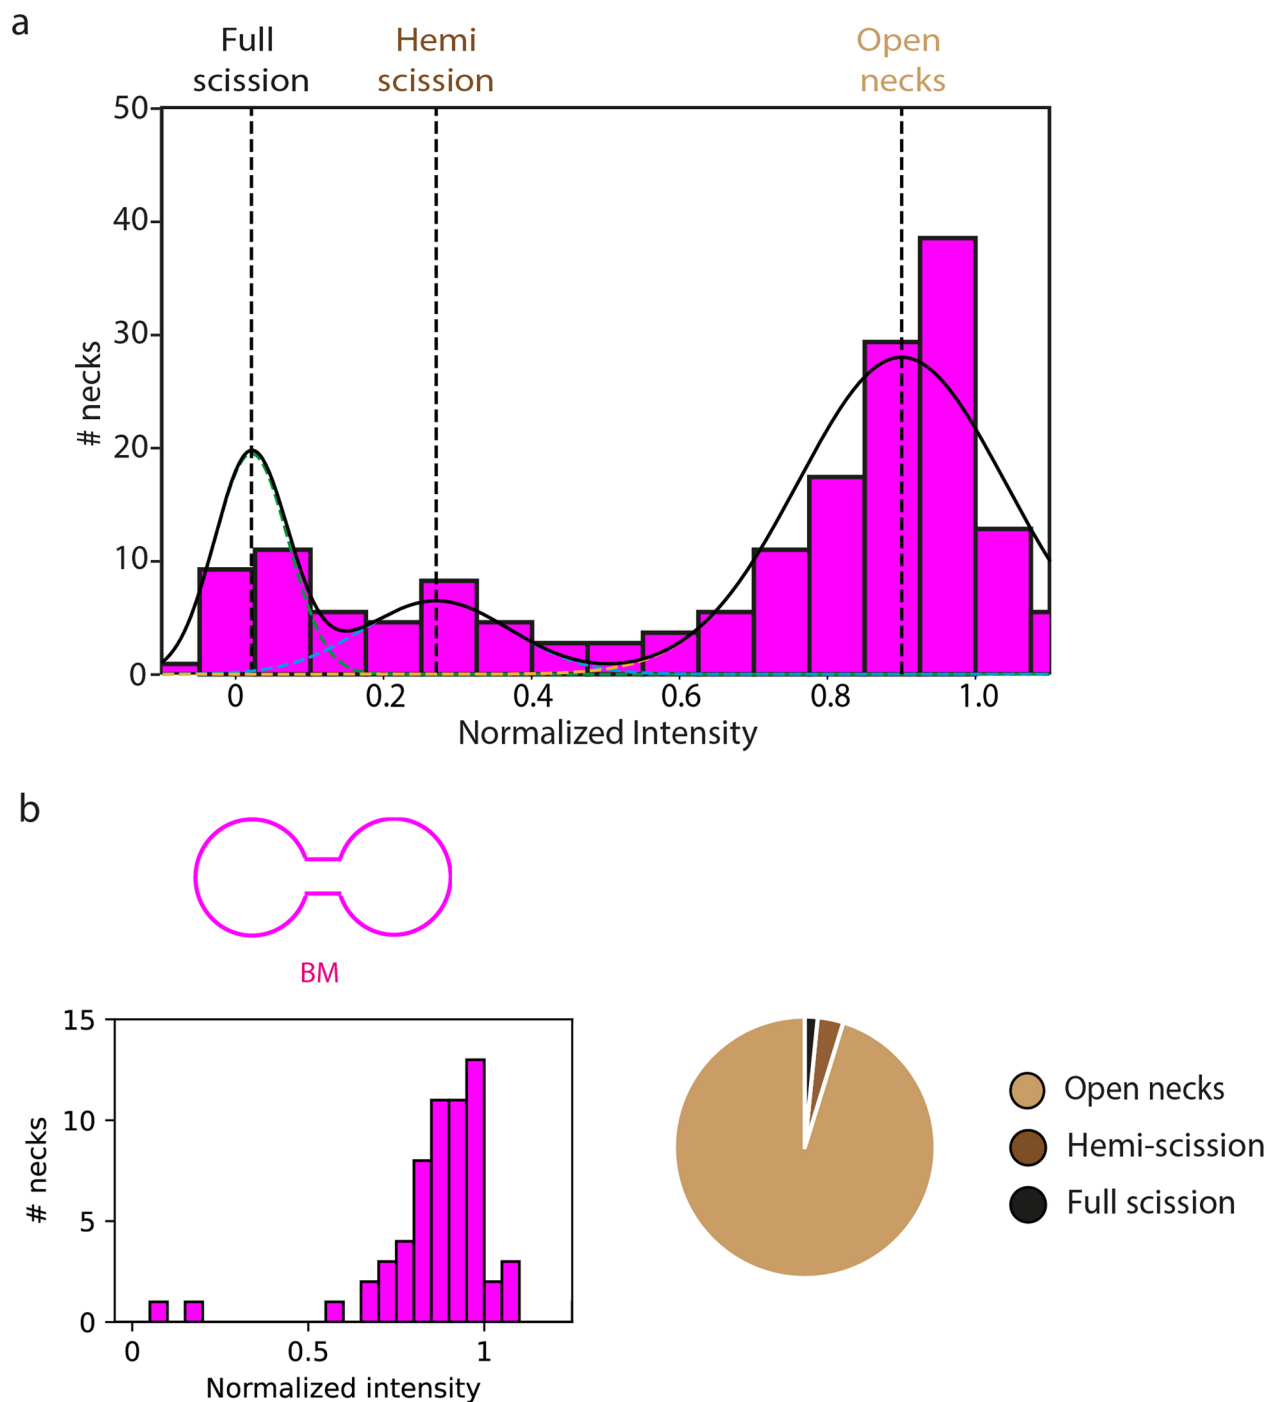 a
Full
scission
Hemi
scission
Open
necks
50
40
30
20
10
0
# necks
0
0.2
0.4
0.6
0.8
1.0
Normalized Intensity
b
BM
15
10
5
0
# necks
0
0.5
1
Normalized intensity
Open necks
Hemi-scission
Full scission